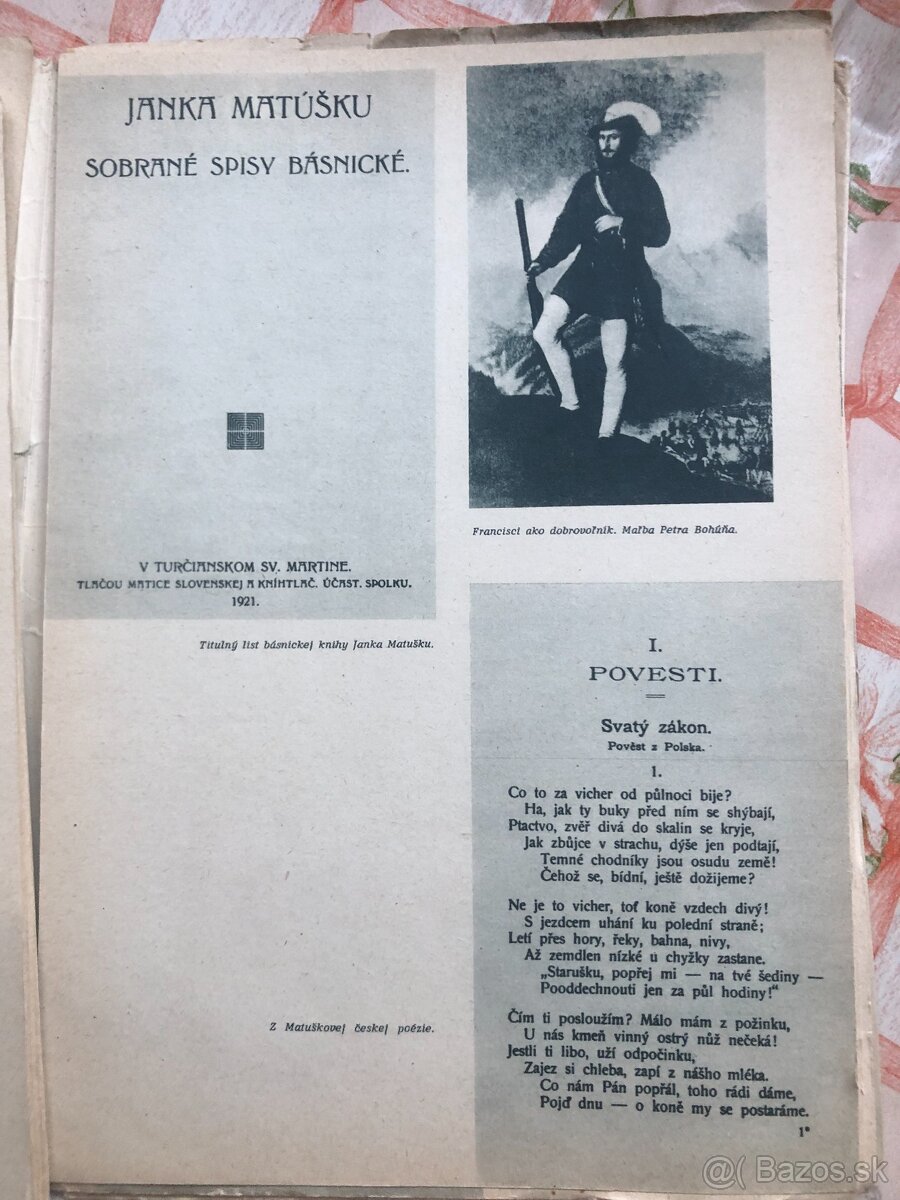 JANKA MATÚŠKU
SOBRANÉ SPISY BÁSNICKÉ.
V TURČIANSKOM SV. MARTINE.
TLAČOU MATICE SLOVENSKEJ A KNÍHTLAČ. ÚČAST. SPOLKU.
1921.
Titulný list básnickej knihy Janka Matušku.
Francisci ako dobrovoľník. Maľba Petra Bohúňa.
I.
POVESTI.
Svatý zákon.
Pověst z Polska.
1.
Co to za vicher od půlnoci bije?
Ha, jak ty buky před ním se shýbají,
Ptactvo, zvěř divá do skalin se kryje,
Jak zbůjce v strachu, dýše jen podtají,
Temné chodníky jsou osudu země!
Čehož se, bídní, ještě dožijeme?
Ne je to vicher, toť koně vzdech divý!
S jezdcem uhání ku polední straně;
Letí přes hory, řeky, bahna, nivy,
Až zemdlen nízké u chyžky zastane.
„Starušku, popřej mi — na tvé šediny —
Pooddechnouti jen za půl hodiny!“
Čím ti posloužím? Málo mám z požinku,
U nás kmeň vinný ostrý nůž nečeká!
Jestli ti libo, uží odpočinku,
Zajez si chleba, zapí z nášho mléka.
Co nám Pán popřál, toho rádi dáme,
Pojď dnu — o koně my se postaráme.
1*
Z Matuškovej českej poézie.
@( Bazos.sk